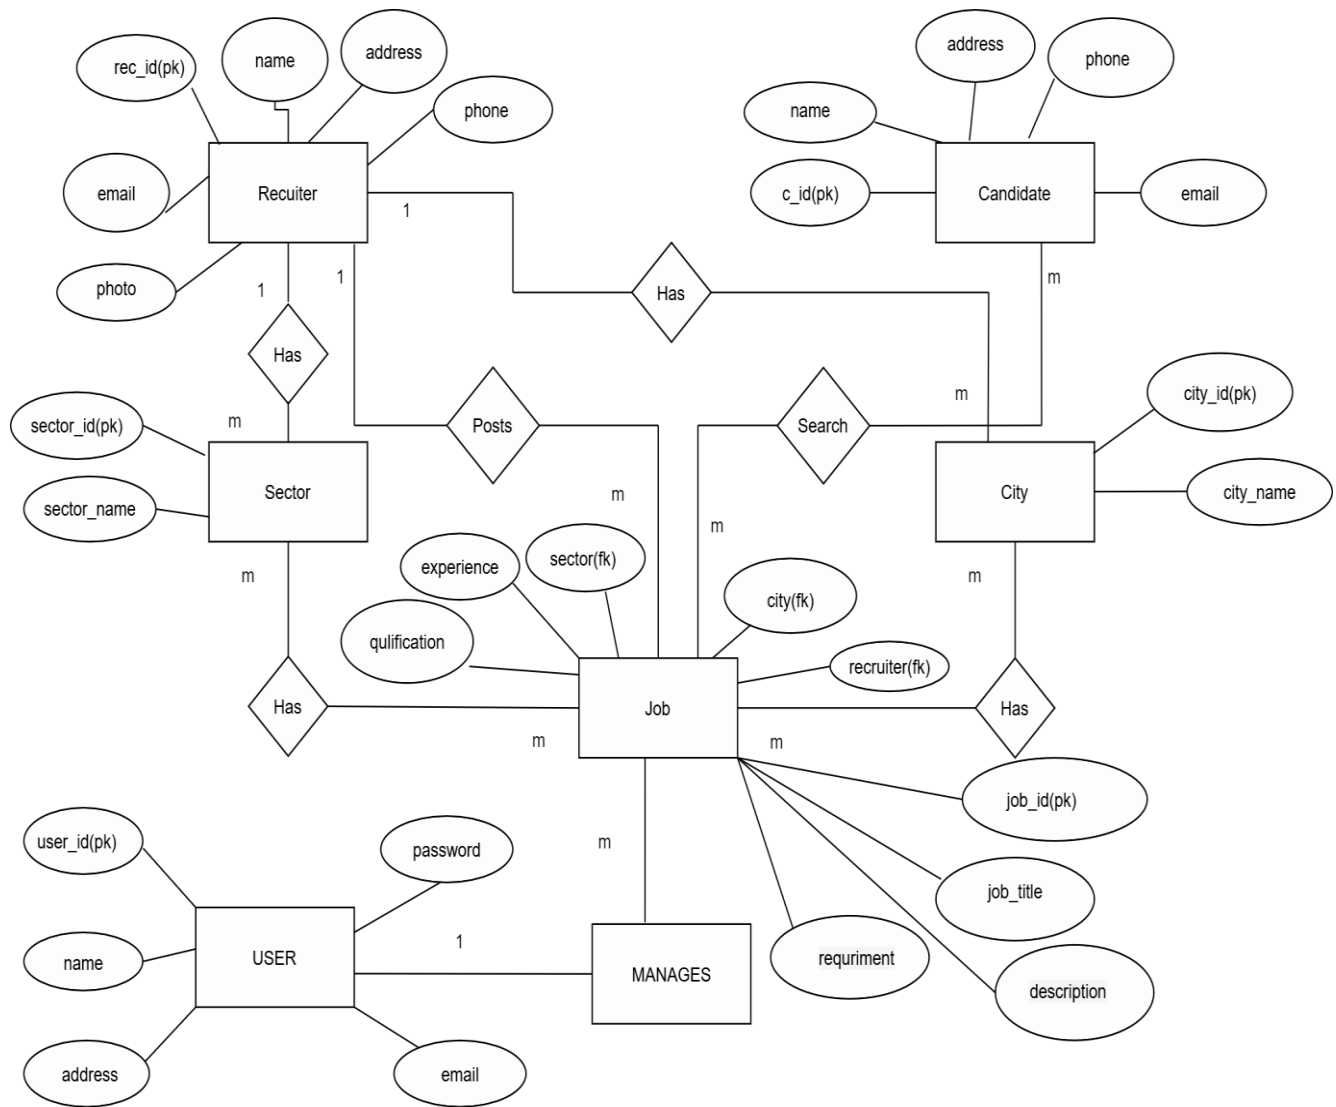 name
address
rec_id(pk)
phone
email
Recuiter
photo
1
1
1
Has
address
phone
name
c_id(pk)
Candidate
email
m
Has
m
sector_id(pk)
Posts
Search
m
city_id(pk)
sector_name
Sector
City
city_name
m
m
m
m
experience
sector(fk)
city(fk)
qulification
recruiter(fk)
Has
Job
Has
m
m
job_id(pk)
m
user_id(pk)
password
job_title
name
USER
1
MANAGES
requriment
description
address
email